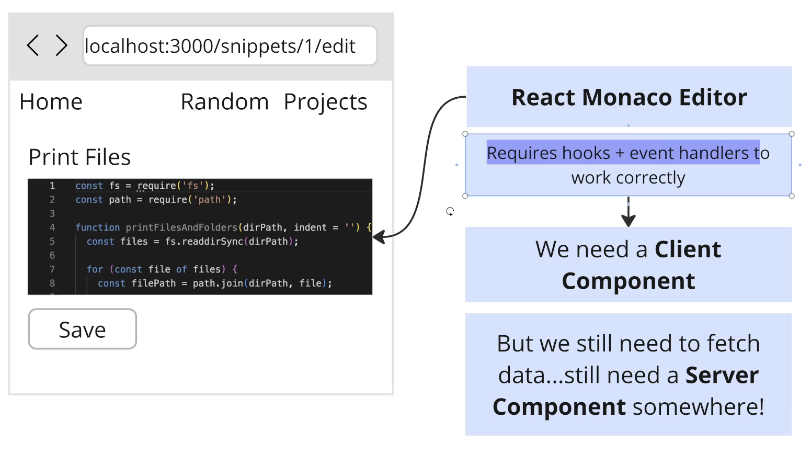 localhost:3000/snippets/1/edit
Home Random Projects
Print Files
1 const fs = require('fs');
2 const path = require('path');
3
4 function printFilesAndFolders(dirPath, indent = '') {
5 const files = fs.readdirSync(dirPath);
6
7 for (const file of files) {
8 const filePath = path.join(dirPath, file);
Save
React Monaco Editor
Requires hooks + event handlers to
work correctly
We need a Client
Component
But we still need to fetch
data...still need a Server
Component somewhere!